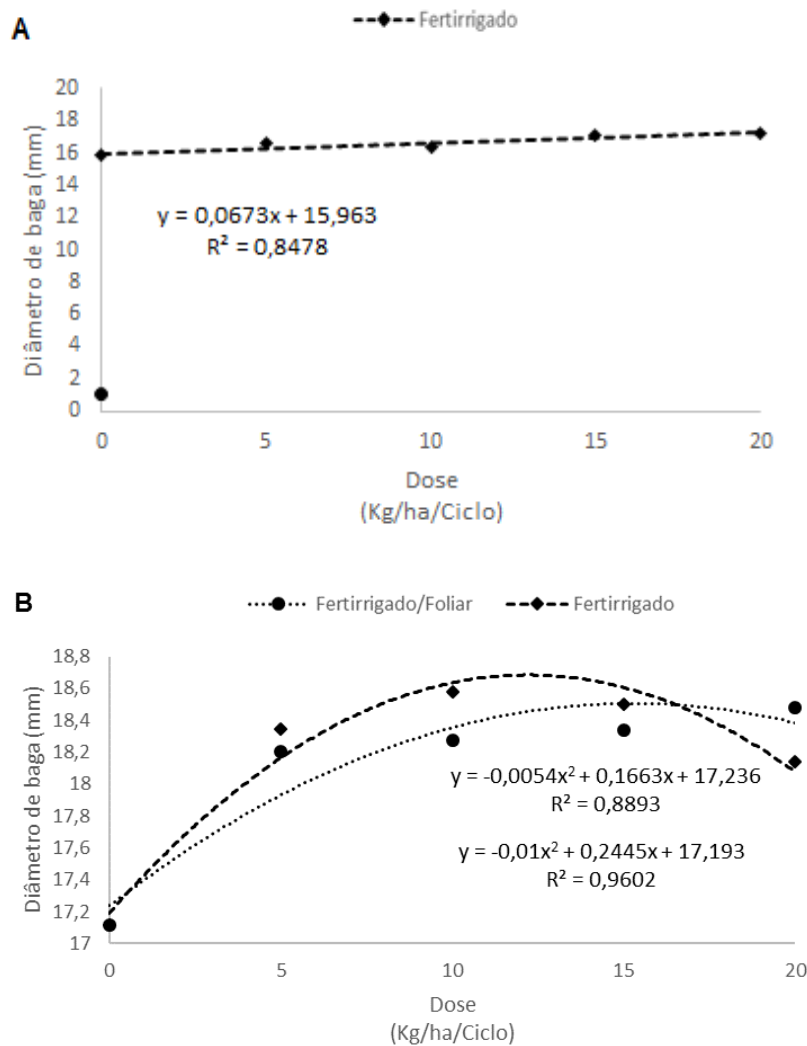 A
Fertirrigado
20
18
16
14
12
10
8
6
4
2
0
Diâmetro de baga (mm)
y = 0,0673x + 15,963
R² = 0,8478
0 5 10 15 20
Dose
(Kg/ha/Ciclo)
B
Fertirrigado/Foliar Fertirrigado
18,8
18,6
18,4
18,2
18
17,8
17,6
17,4
17,2
17
Diâmetro de baga (mm)
y = -0,0054x² + 0,1663x + 17,236
R² = 0,8893
y = -0,01x² + 0,2445x + 17,193
R² = 0,9602
0 5 10 15 20
Dose
(Kg/ha/Ciclo)